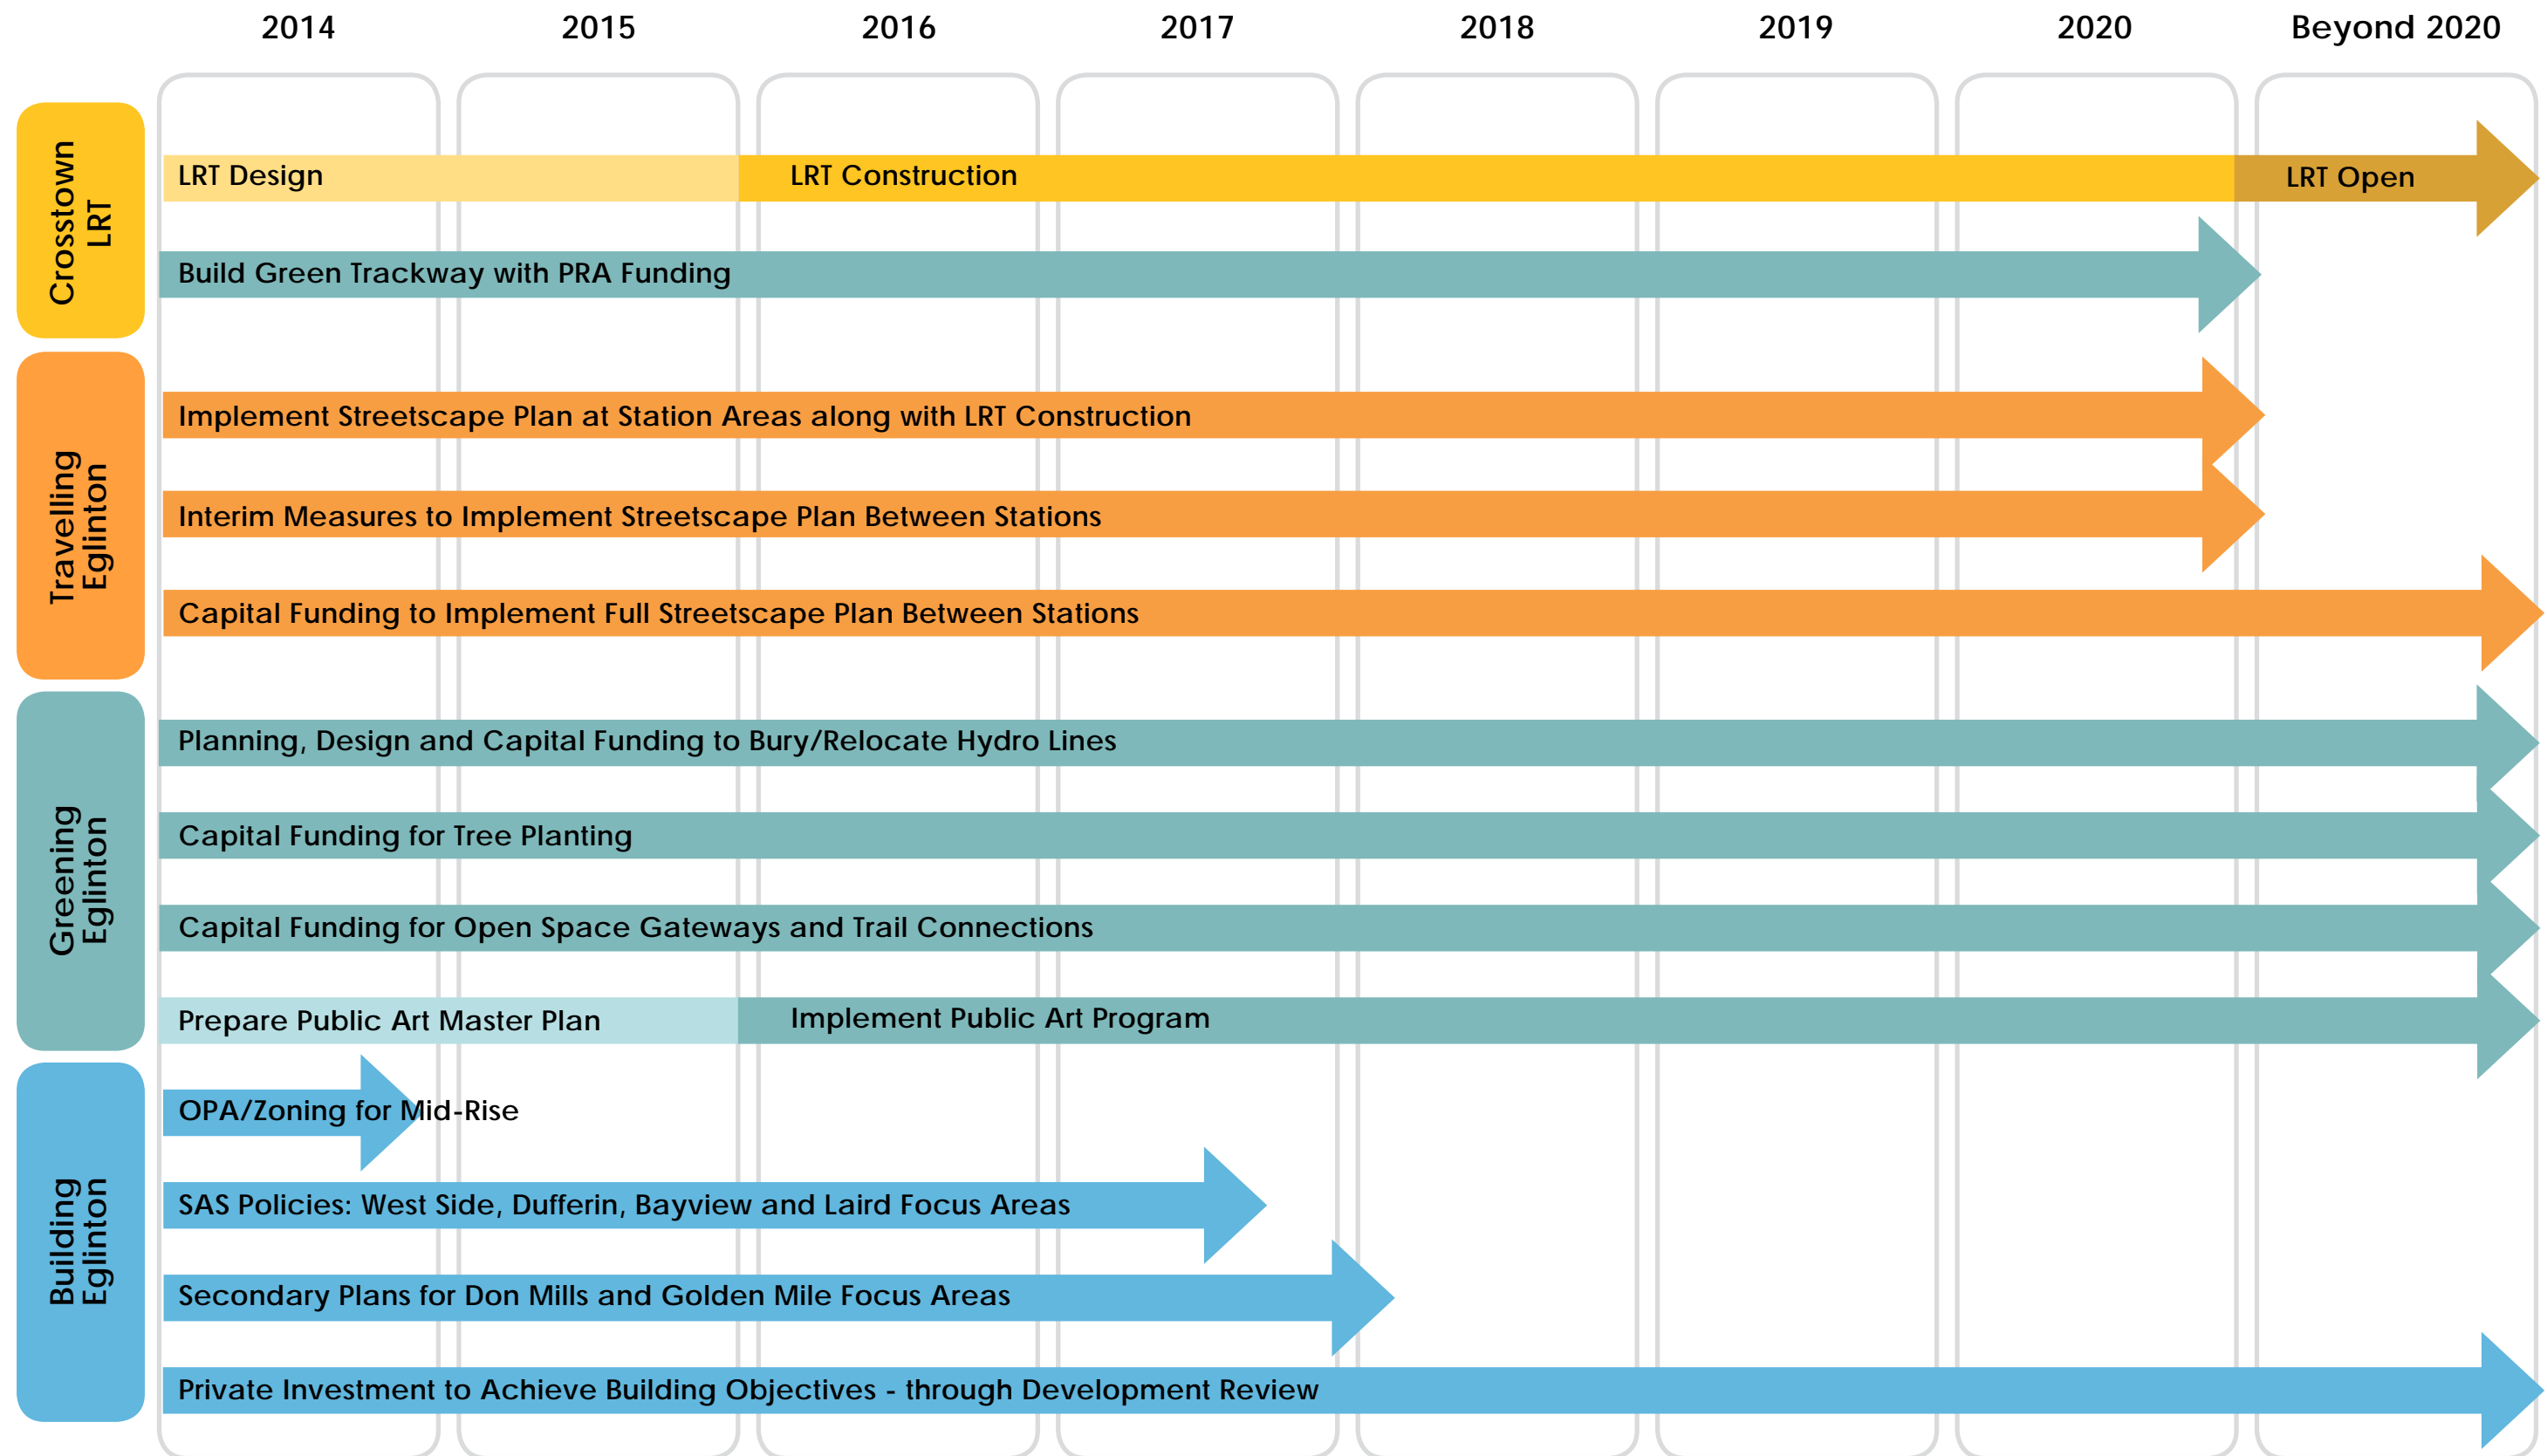 2014 2015 2016 2017 2018 2019 2020 Beyond 2020
Crosstown
LRT
LRT Design LRT Construction LRT Open
Build Green Trackway with PRA Funding
Travelling
Eglinton
Implement Streetscape Plan at Station Areas along with LRT Construction
Interim Measures to Implement Streetscape Plan Between Stations
Capital Funding to Implement Full Streetscape Plan Between Stations
Greening
Eglinton
Planning, Design and Capital Funding to Bury/Relocate Hydro Lines
Capital Funding for Tree Planting
Capital Funding for Open Space Gateways and Trail Connections
Prepare Public Art Master Plan Implement Public Art Program
Building
Eglinton
OPA/Zoning for Mid-Rise
SAS Policies: West Side, Dufferin, Bayview and Laird Focus Areas
Secondary Plans for Don Mills and Golden Mile Focus Areas
Private Investment to Achieve Building Objectives - through Development Review